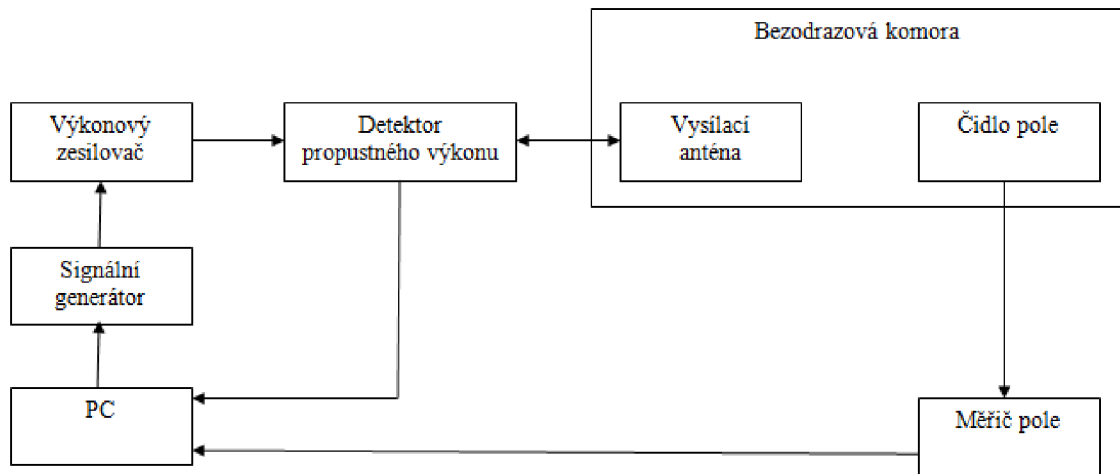 Bezodrazová komora
Výkonový
zesilovač
Detektor
propustného výkonu
Vysílací
anténa
Čidlo pole
Signální
generátor
PC
Měřič pole